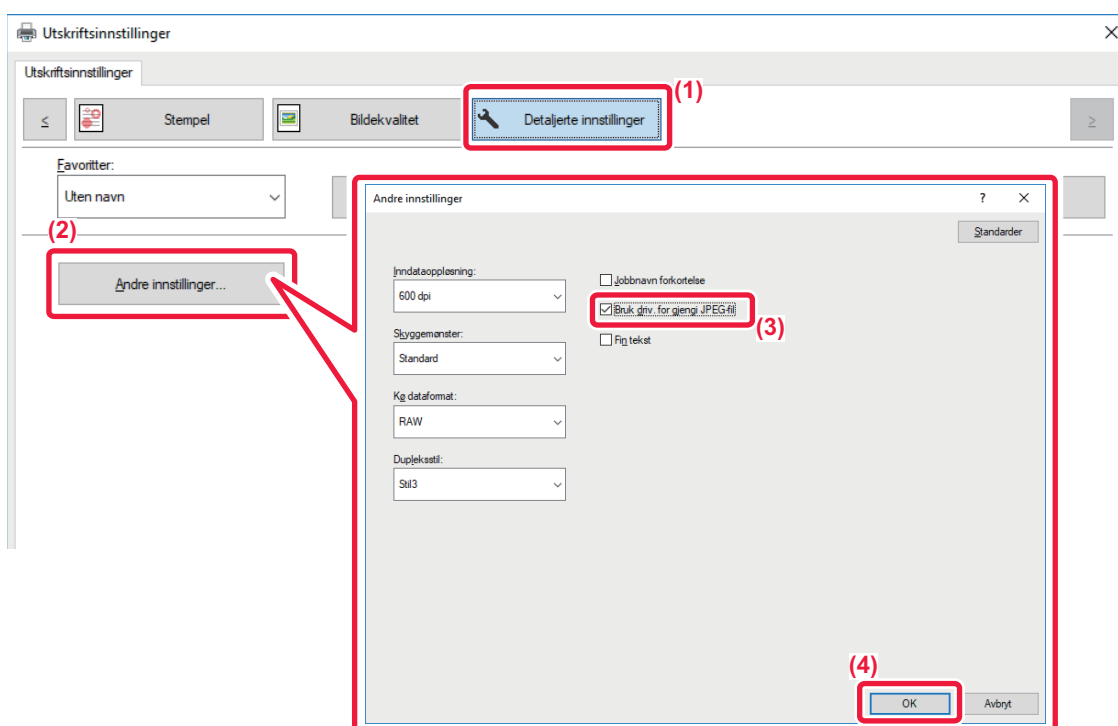 Utskriftsinnstillinger
Utskriftsinnstillinger
(1)
<
Stempel
Bildekvalitet
Detaljerte innstillinger
>
Favoritter:
Uten navn
(2)
Andre innstillinger...
Andre innstillinger
?
Standarder
Inndataoppløsning:
600 dpi
Jobbnavn forkortelse
Bruk driv. for gjengi JPEG-fil
(3)
Skyggemønster:
Fin tekst
Standard
Kø dataformat:
RAW
Dupleksstil:
Stil3
(4)
OK
Avbryt